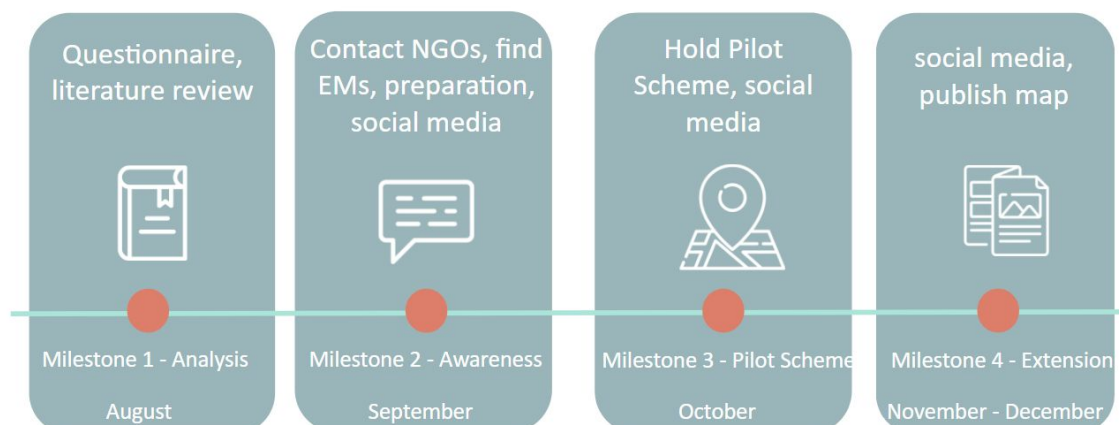 Questionnaire,
literature review
Milestone 1 - Analysis
August
Contact NGOs, find
EMs, preparation,
social media
Milestone 2 - Awareness
September
Hold Pilot
Scheme, social
media
Milestone 3 - Pilot Scheme
October
social media,
publish map
Milestone 4 - Extension
November - December